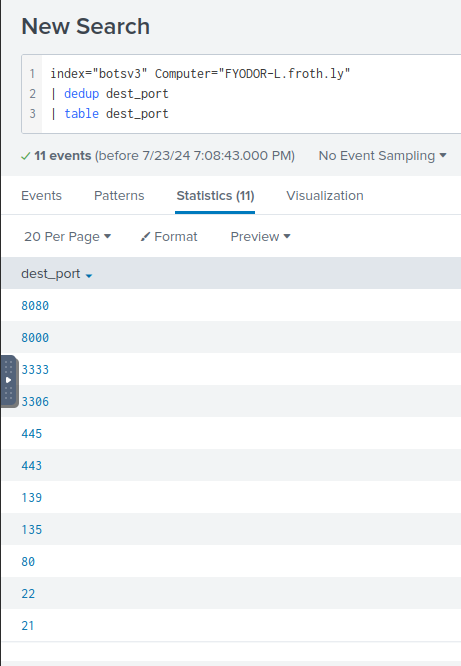 New Search
1 index="botsv3" Computer="FYODOR-L.froth.ly"
2 | dedup dest_port
3 | table dest_port
11 events (before 7/23/24 7:08:43.000 PM) No Event Sampling
Events Patterns Statistics (11) Visualization
20 Per Page Format Preview
dest_port
8080
8000
3333
3306
445
443
139
135
80
22
21